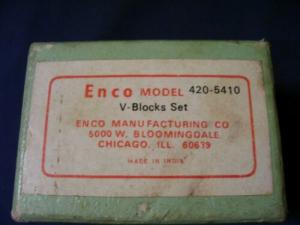 Enco MODEL 420-5410
V-Blocks Set
ENCO MANUFACTURING CO
5000 W. BLOOMINGDALE
CHICAGO, ILL. 60639
MADE IN INDIA